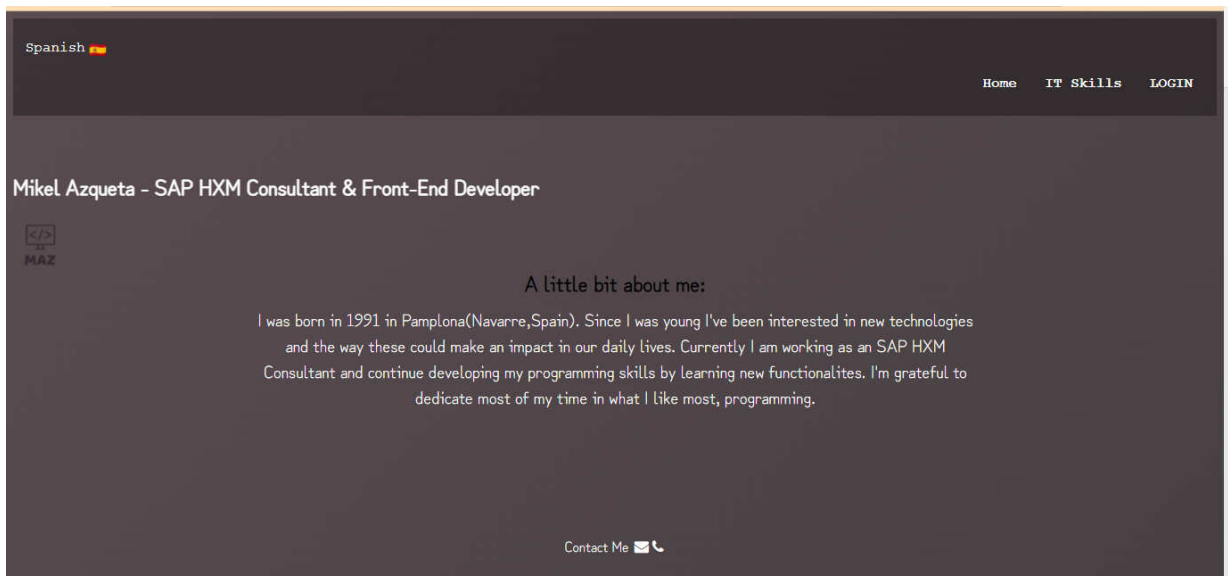 Spanish
Home IT Skills LOGIN
Mikel Azqueta - SAP HXM Consultant & Front-End Developer
</>
MAZ
A little bit about me:
I was born in 1991 in Pamplona(Navarre,Spain). Since I was young I've been interested in new technologies
and the way these could make an impact in our daily lives. Currently I am working as an SAP HXM
Consultant and continue developing my programming skills by learning new functionalites. I'm grateful to
dedicate most of my time in what I like most, programming.
Contact Me